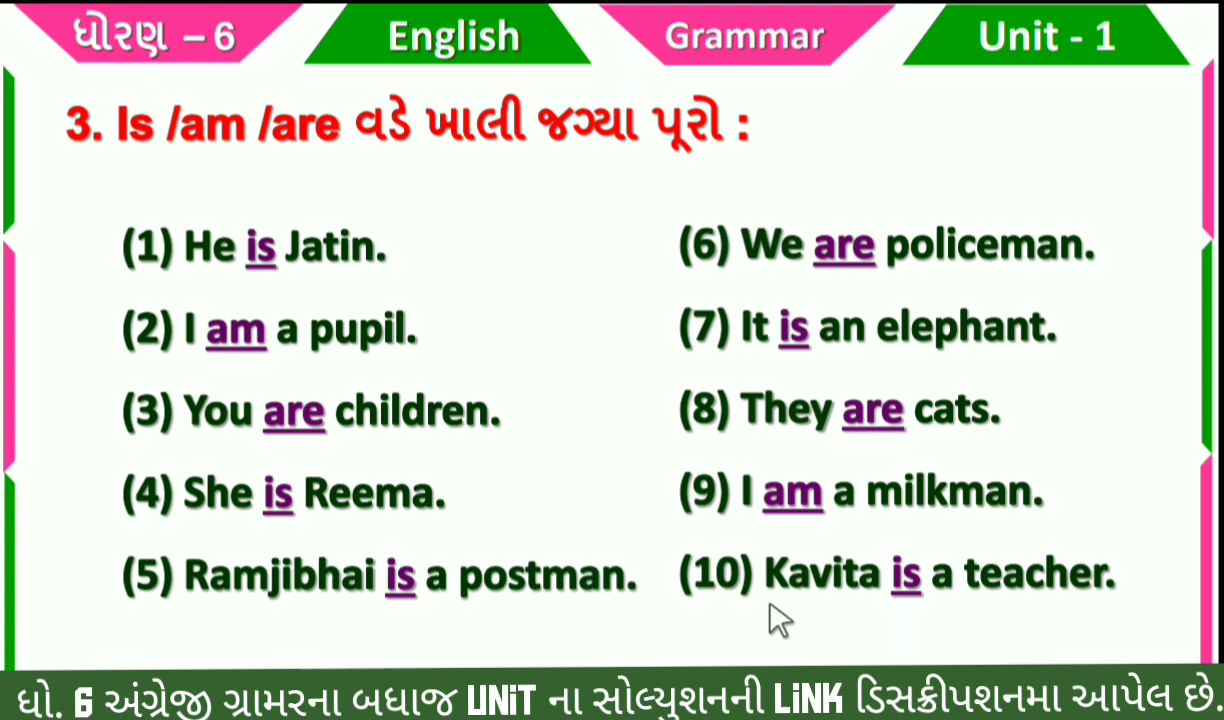 ધોરણ – 6
English
Grammar
Unit - 1
3. Is /am /are વડે ખાલી જગ્યા પૂરો :
(1) He is Jatin.
(2) I am a pupil.
(3) You are children.
(4) She is Reema.
(5) Ramjibhai is a postman.
(6) We are policeman.
(7) It is an elephant.
(8) They are cats.
(9) I am a milkman.
(10) Kavita is a teacher.
ધો. 6 અંગ્રેજી ગ્રામરના બધાજ UNiT ના સોલ્યુશનની LiNK ડિસક્રીપશનમા આપેલ છે.